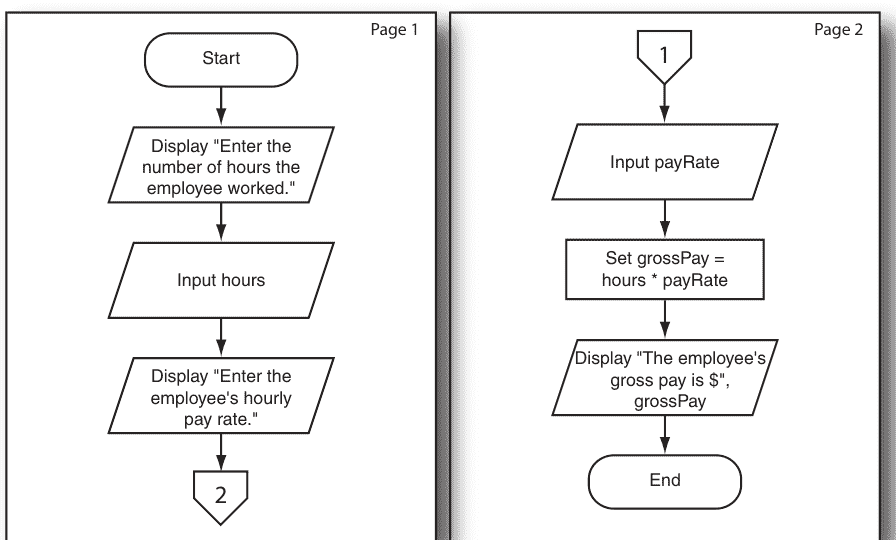 Page 1
Start
Display "Enter the
number of hours the
employee worked."
Input hours
Display "Enter the
employee's hourly
pay rate."
2
Page 2
1
Input payRate
Set grossPay =
hours * payRate
Display "The employee's
gross pay is $",
grossPay
End